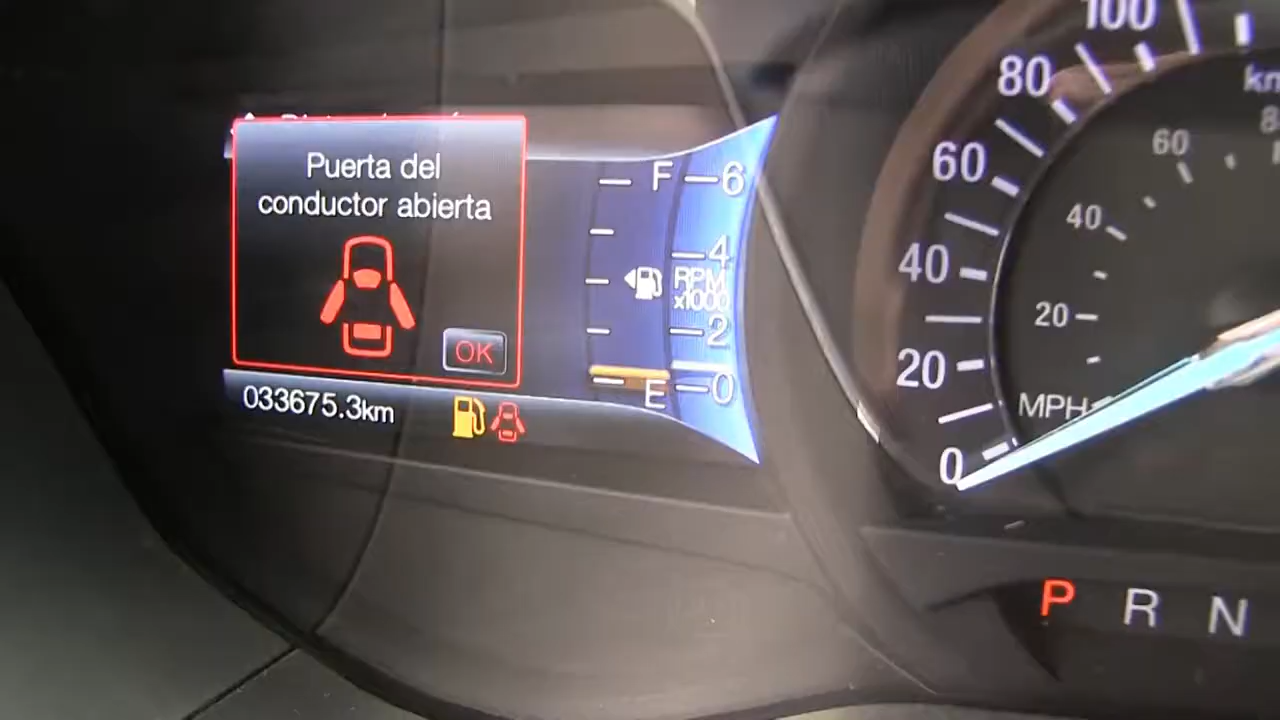 Puerta del
conductor abierta
OK
033675.3km
F
E
6
4
RPM
x1000
2
0
100
80
60
40
20
0
60
40
20
MPH
P R N